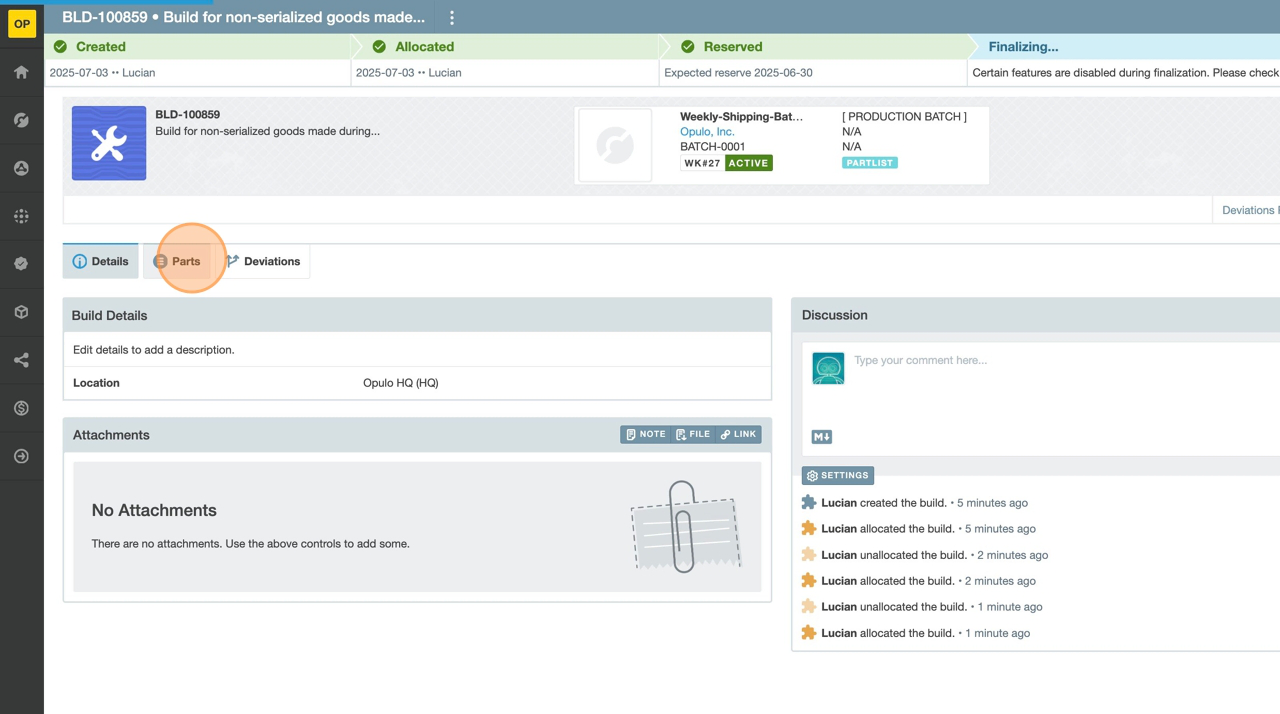 OP
BLD-100859 • Build for non-serialized goods made...
Created
Allocated
Reserved
Finalizing...
2025-07-03 •• Lucian
2025-07-03 •• Lucian
Expected reserve 2025-06-30
Certain features are disabled during finalization. Please check
BLD-100859
Build for non-serialized goods made during...
Weekly-Shipping-Bat...
[ PRODUCTION BATCH ]
Opulo, Inc.
N/A
BATCH-0001
N/A
WK#27 ACTIVE
PARTLIST
Deviations
Details
Parts
Deviations
Build Details
Edit details to add a description.
Location
Opulo HQ (HQ)
Attachments
NOTE
FILE
LINK
No Attachments
There are no attachments. Use the above controls to add some.
Discussion
Type your comment here...
M
SETTINGS
Lucian created the build. • 5 minutes ago
Lucian allocated the build. • 5 minutes ago
Lucian unallocated the build. • 2 minutes ago
Lucian allocated the build. • 2 minutes ago
Lucian unallocated the build. • 1 minute ago
Lucian allocated the build. • 1 minute ago